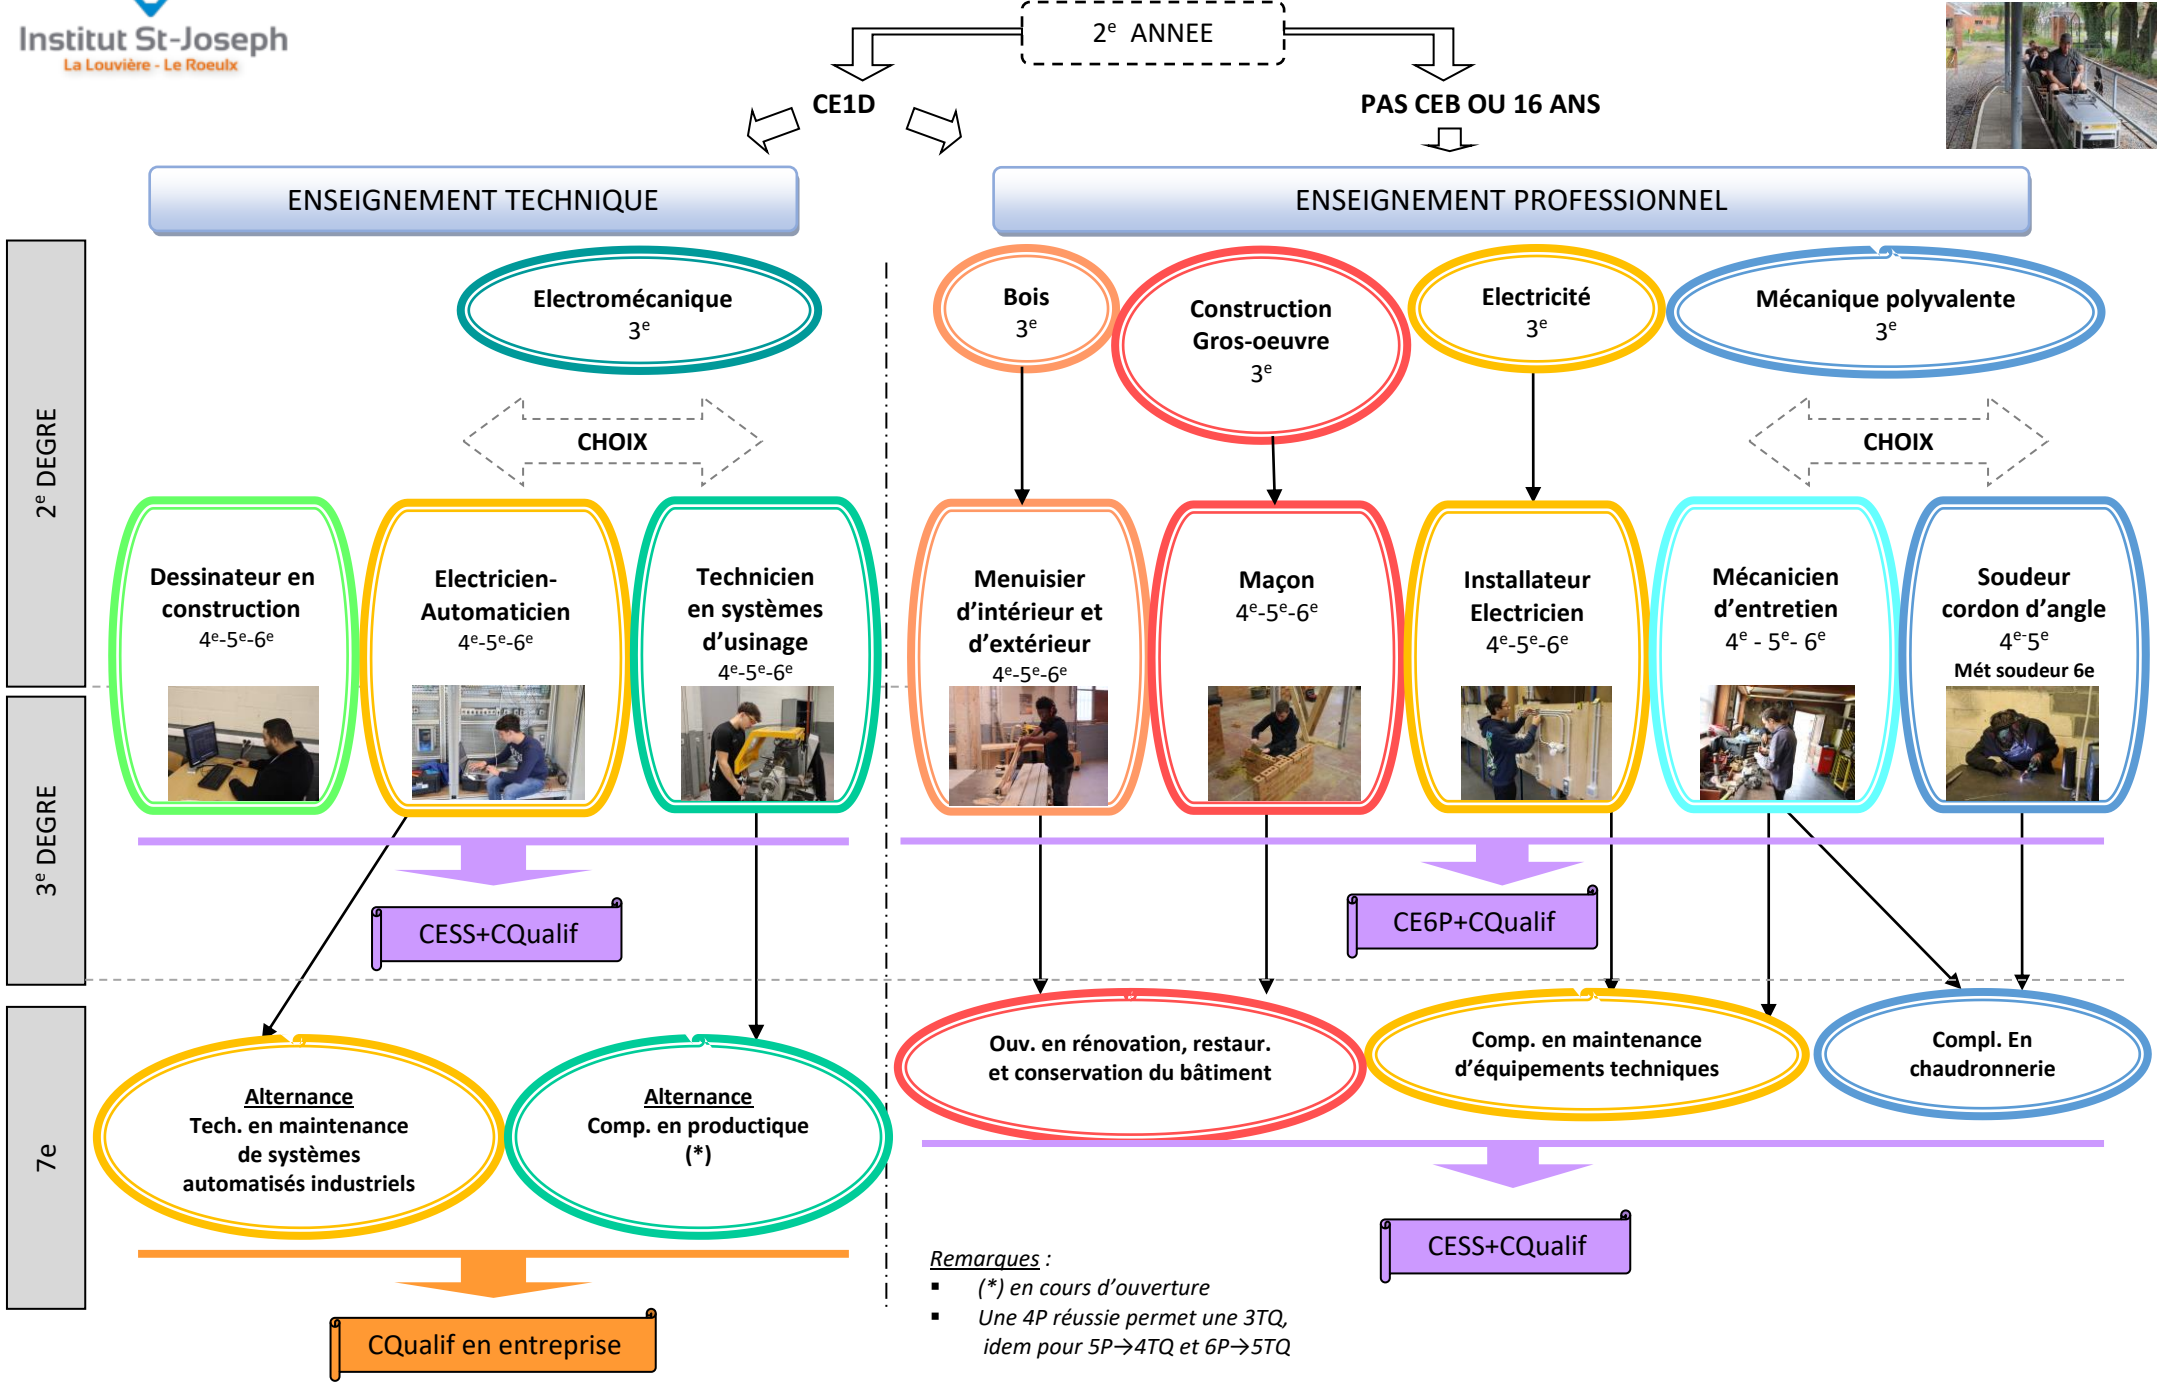 Institut St-Joseph
La Louvière - Le Roeulx
2e ANNEE
CE1D
PAS CEB OU 16 ANS
ENSEIGNEMENT TECHNIQUE
ENSEIGNEMENT PROFESSIONNEL
2e DEGRE
Electromécanique
3e
Bois
3e
Construction
Gros-oeuvre
3e
Electricité
3e
Mécanique polyvalente
3e
CHOIX
CHOIX
Dessinateur en
construction
4e-5e-6e
Electricien-
Automaticien
4e-5e-6e
Technicien
en systèmes
d’usinage
4e-5e-6e
Menuisier
d’intérieur et
d’extérieur
4e-5e-6e
Maçon
4e-5e-6e
Installateur
Electricien
4e-5e-6e
Mécanicien
d’entretien
4e - 5e- 6e
Soudeur
cordon d’angle
4e-5e
Mét soudeur 6e
3e DEGRE
CESS+CQualif
CE6P+CQualif
7e
Alternance
Tech. en maintenance
de systèmes
automatisés industriels
Alternance
Comp. en productique
(*)
Ouv. en rénovation, restaur.
et conservation du bâtiment
Comp. en maintenance
d’équipements techniques
Compl. En
chaudronnerie
CQualif en entreprise
CESS+CQualif
Remarques :
▪ (*) en cours d’ouverture
▪ Une 4P réussie permet une 3TQ,
idem pour 5P→4TQ et 6P→5TQ